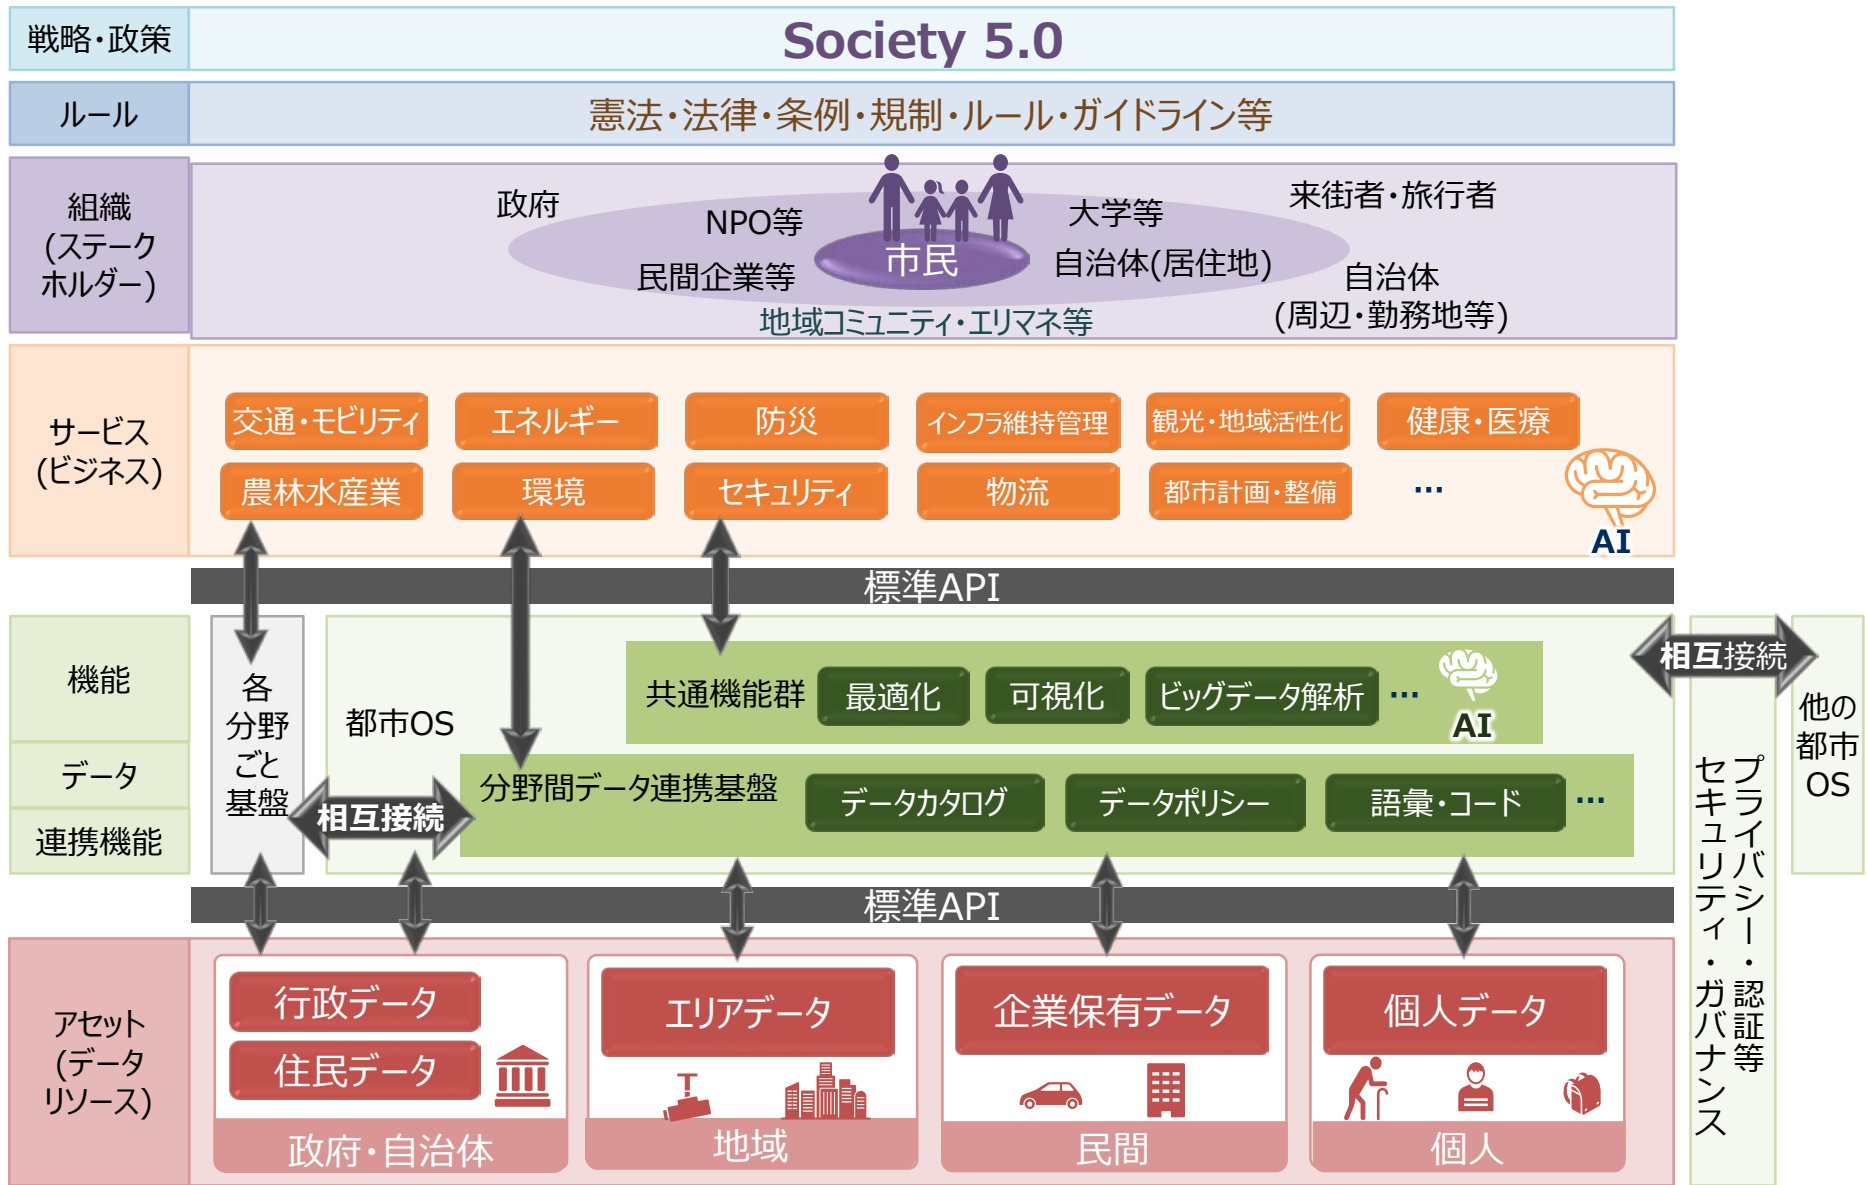 戦略・政策
Society 5.0
ルール
憲法・法律・条例・規制・ルール・ガイドライン等
組織
(ステーク
ホルダー)
政府
NPO等
民間企業等
市民
大学等
自治体(居住地)
地域コミュニティ・エリマネ等
来街者・旅行者
自治体
(周辺・勤務地等)
サービス
(ビジネス)
交通・モビリティ
エネルギー
防災
インフラ維持管理
観光・地域活性化
健康・医療
農林水産業
環境
セキュリティ
物流
都市計画・整備
…
AI
標準API
機能
データ
連携機能
各
分野
ごと
基盤
相互接続
都市OS
共通機能群
最適化
可視化
ビッグデータ解析
…
AI
分野間データ連携基盤
データカタログ
データポリシー
語彙・コード
…
相互接続
プライバシー・認証等
セキュリティ・ガバナンス
他の
都市
OS
標準API
アセット
(データ
リソース)
行政データ
住民データ
政府・自治体
エリアデータ
地域
企業保有データ
民間
個人データ
個人